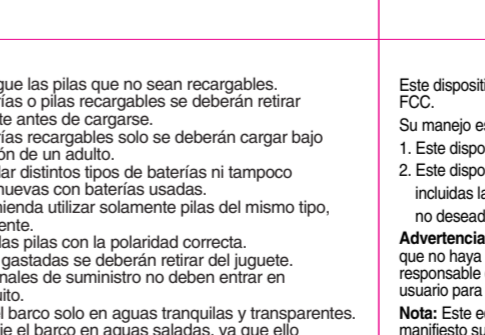 gue las pilas que no sean recargables.
ías o pilas recargables se deberán retirar
te antes de cargarse.
ías recargables solo se deberán cargar bajo
ón de un adulto.
lar distintos tipos de baterías ni tampoco
nuevas con baterías usadas.
nienda utilizar solamente pilas del mismo tipo,
ente.
las pilas con la polaridad correcta.
gastadas se deberán retirar del juguete.
nales de suministro no deben entrar en
uito.
el barco solo en aguas tranquilas y transparentes.
ie el barco en aguas saladas, ya que ello
Este dispositi
FCC.
Su manejo es
1. Este dispo
2. Este dispo
incluidas la
no desead
Advertencia
que no haya
responsable
usuario para
Nota: Este e
manifiesto su